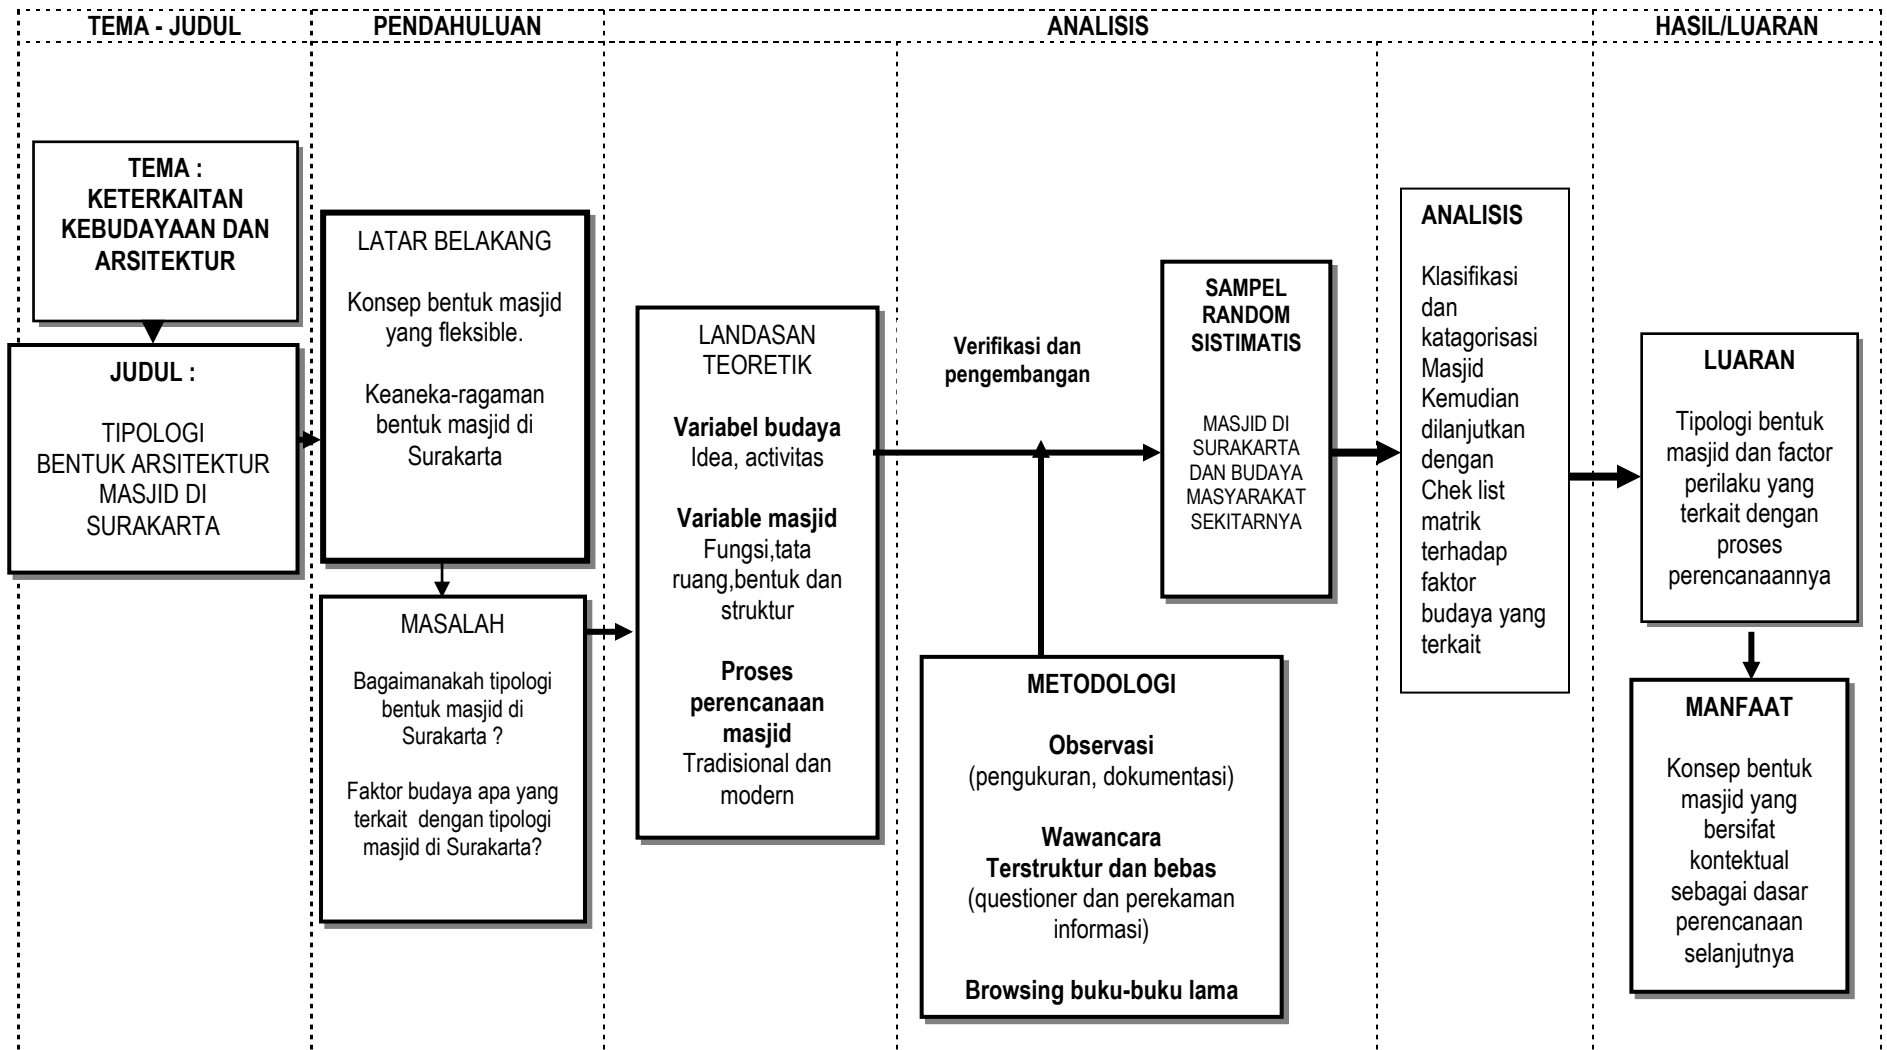 TEMA - JUDUL
PENDAHULUAN
ANALISIS
HASIL/LUARAN
TEMA :
KETERKAITAN
KEBUDAYAAN DAN
ARSITEKTUR
JUDUL :
TIPOLOGI
BENTUK ARSITEKTUR
MASJID DI
SURAKARTA
LATAR BELAKANG
Konsep bentuk masjid
yang fleksible.
Keaneka-ragaman
bentuk masjid di
Surakarta
MASALAH
Bagaimanakah tipologi
bentuk masjid di
Surakarta ?
Faktor budaya apa yang
terkait dengan tipologi
masjid di Surakarta?
LANDASAN
TEORETIK
Variabel budaya
Idea, activitas
Variable masjid
Fungsi,tata
ruang,bentuk dan
struktur
Proses
perencanaan
masjid
Tradisional dan
modern
Verifikasi dan
pengembangan
METODOLOGI
Observasi
(pengukuran, dokumentasi)
Wawancara
Terstruktur dan bebas
(questioner dan perekaman
informasi)
Browsing buku-buku lama
SAMPEL
RANDOM
SISTIMATIS
MASJID DI
SURAKARTA
DAN BUDAYA
MASYARAKAT
SEKITARNYA
ANALISIS
Klasifikasi
dan
katagorisasi
Masjid
Kemudian
dilanjutkan
dengan
Chek list
matrik
terhadap
faktor
budaya yang
terkait
LUARAN
Tipologi bentuk
masjid dan factor
perilaku yang
terkait dengan
proses
perencanaannya
MANFAAT
Konsep bentuk
masjid yang
bersifat
kontektual
sebagai dasar
perencanaan
selanjutnya